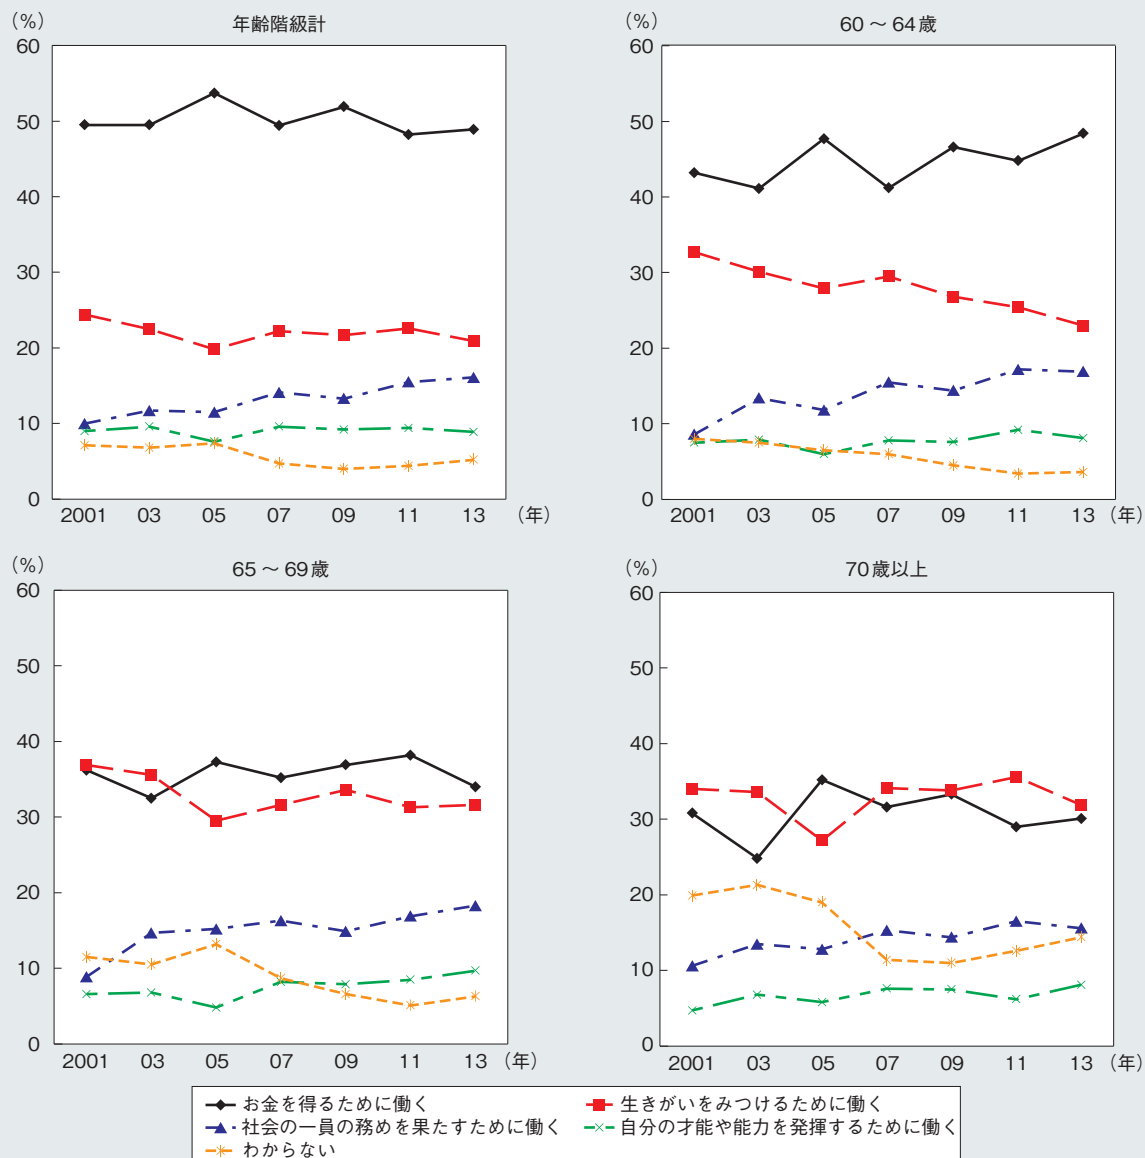 (%) 年齢階級計
60
50
40
30
20
10
0
2001 03 05 07 09 11 13 (年)
(%) 60～64歳
60
50
40
30
20
10
0
2001 03 05 07 09 11 13 (年)
(%) 65～69歳
60
50
40
30
20
10
0
2001 03 05 07 09 11 13 (年)
(%) 70歳以上
60
50
40
30
20
10
0
2001 03 05 07 09 11 13 (年)
お金を得るために働く 生きがいをみつけるために働く
社会の一員の務めを果たすために働く 自分の才能や能力を発揮するために働く
わからない